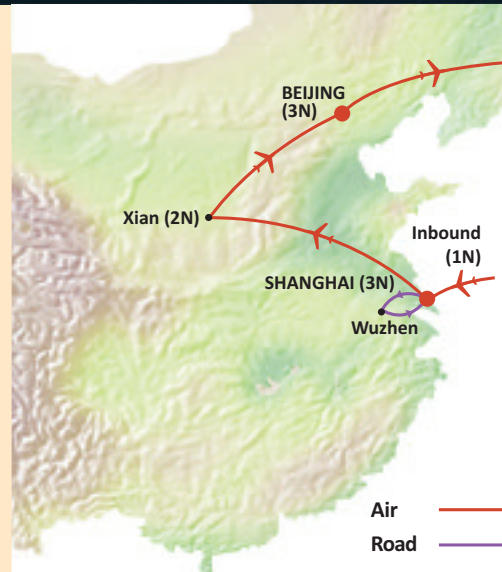 BEIJING
(3N)
Xian (2N)
Inbound
(1N)
SHANGHAI (3N)
Wuzhen
Air
Road